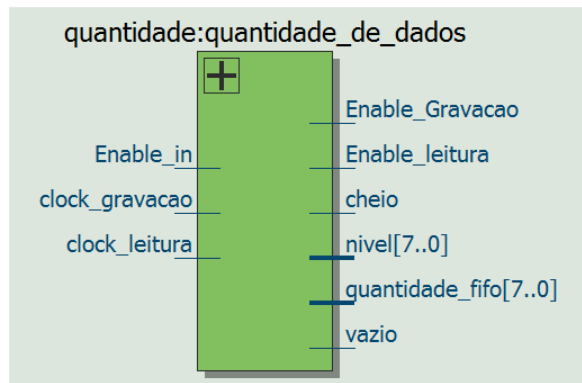 quantidade:quantidade_de_dados
Enable_in
clock_gravacao
clock_leitura
Enable_Gravacao
Enable_leitura
cheio
nivel[7..0]
quantidade_fifo[7..0]
vazio